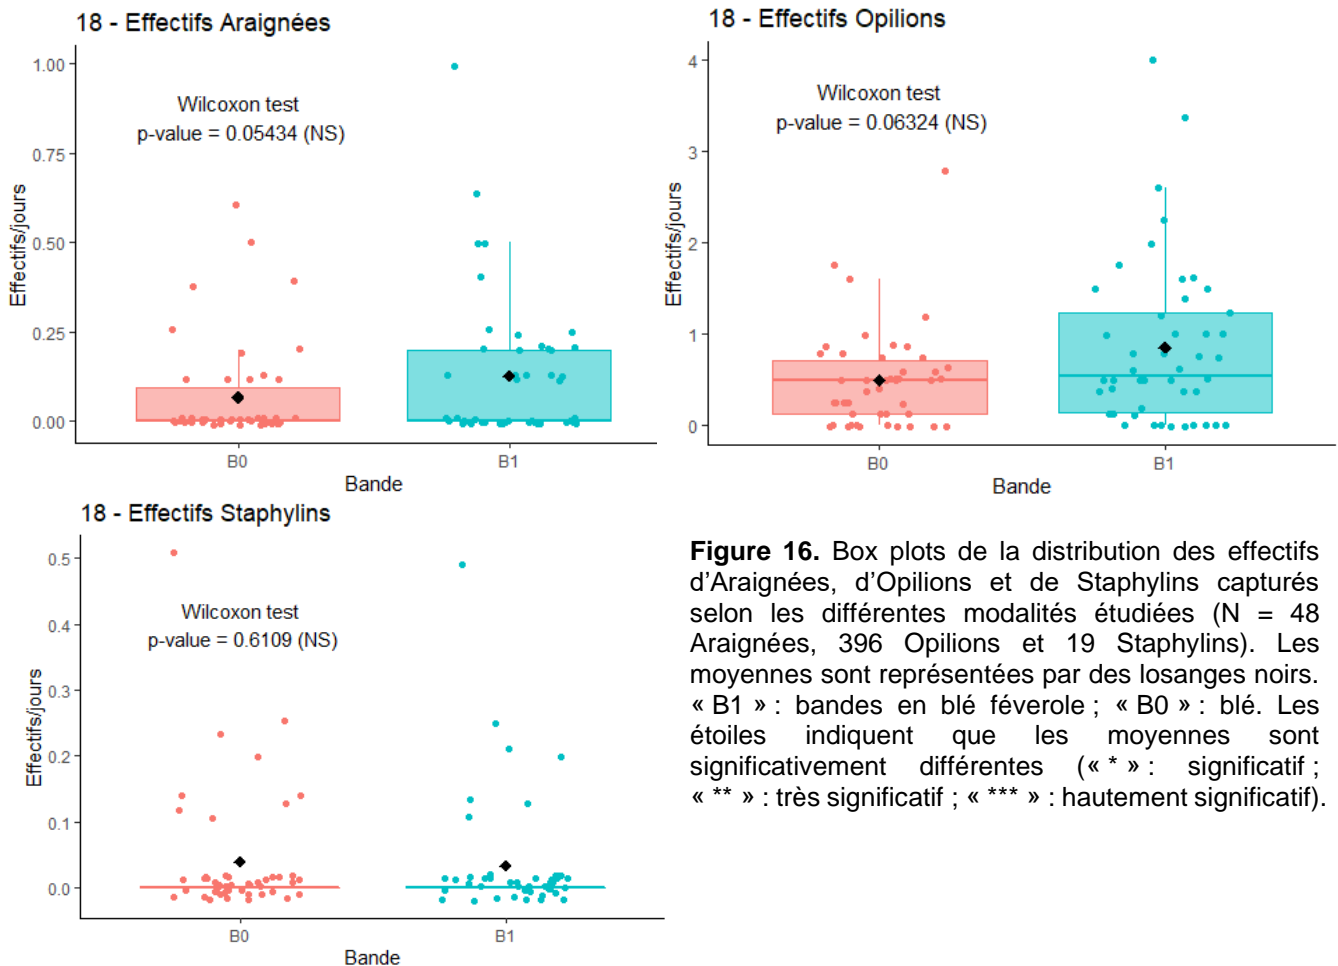 18 - Effectifs Araignées
Effectifs/jours
1.00
0.75
0.50
0.25
0.00
Wilcoxon test
p-value = 0.05434 (NS)
B0
B1
Bande
18 - Effectifs Opilions
Effectifs/jours
4
3
2
1
0
Wilcoxon test
p-value = 0.06324 (NS)
B0
B1
Bande
18 - Effectifs Staphylins
Effectifs/jours
0.5
0.4
0.3
0.2
0.1
0.0
Wilcoxon test
p-value = 0.6109 (NS)
B0
B1
Bande
Figure 16. Box plots de la distribution des effectifs
d’Araignées, d’Opilions et de Staphylins capturés
selon les différentes modalités étudiées (N = 48
Araignées, 396 Opilions et 19 Staphylins). Les
moyennes sont représentées par des losanges noirs.
« B1 » : bandes en blé féverole ; « B0 » : blé. Les
étoiles indiquent que les moyennes sont
significativement différentes (« * » : significatif ;
« ** » : très significatif ; « *** » : hautement significatif).